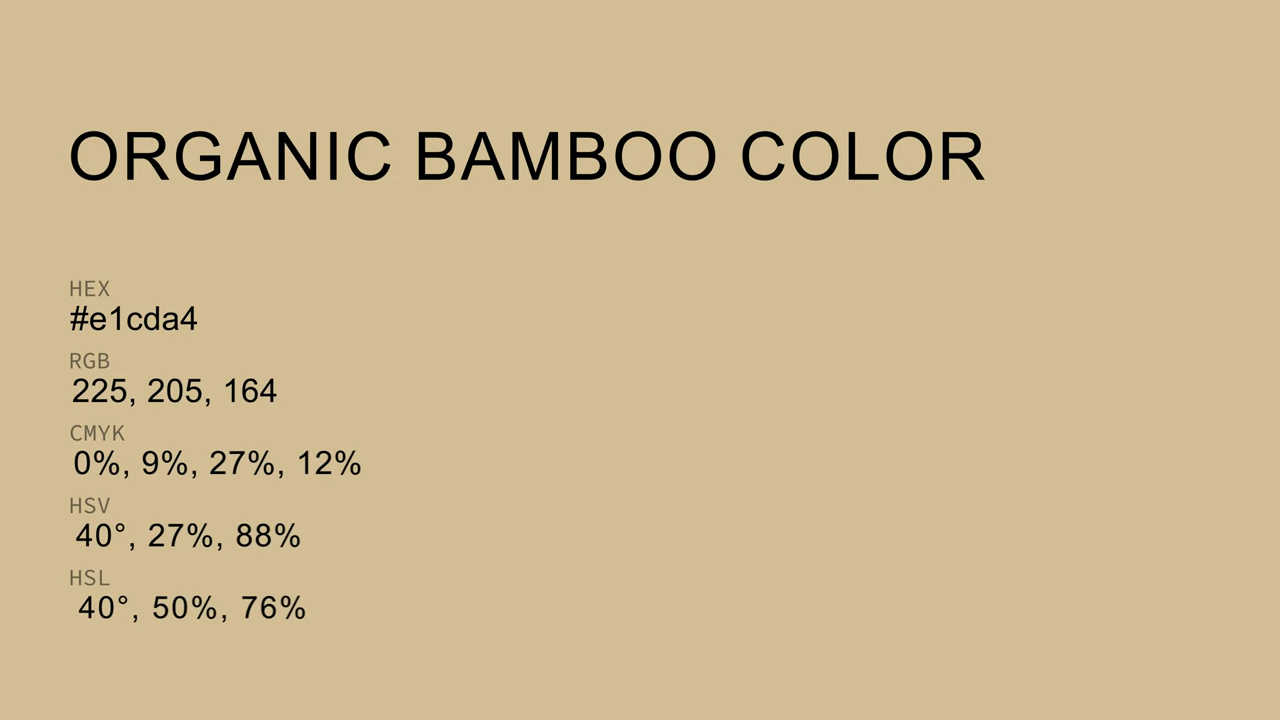 ORGANIC BAMBOO COLOR
HEX
#e1cda4
RGB
225, 205, 164
CMYK
0%, 9%, 27%, 12%
HSV
40°, 27%, 88%
HSL
40°, 50%, 76%